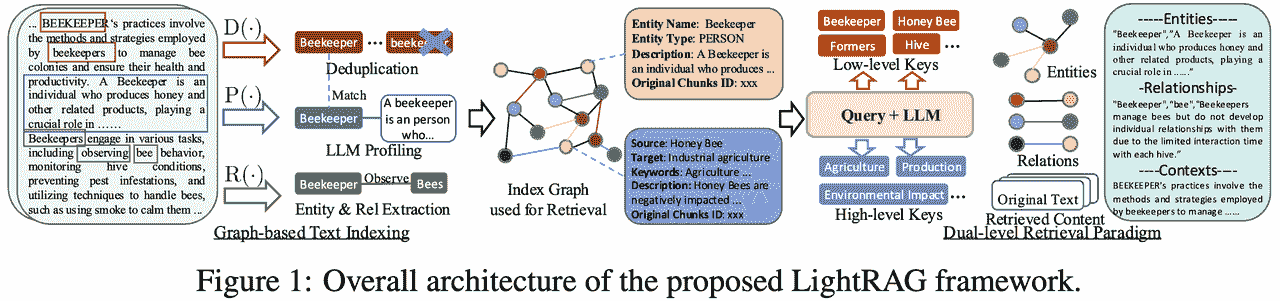 ... BEEKEEPER's practices involve
the methods and strategies employed
by beekeepers to manage bee
colonies and ensure their health and
productivity. A Beekeeper is an
individual who produces honey and
other related products, playing a
crucial role in ......
Beekeepers engage in various tasks,
including observing bee behavior,
monitoring hive conditions,
preventing pest infestations, and
utilizing techniques to handle bees,
such as using smoke to calm them ...
D(·)
P(·)
R(·)
Beekeeper ... beekeeper
Deduplication
Match
Beekeeper
A beekeeper
is an person
who...
LLM Profiling
Beekeeper Observe Bees
Entity & Rel Extraction
Graph-based Text Indexing
Index Graph
used for Retrieval
Entity Name: Beekeeper
Entity Type: PERSON
Description: A Beekeeper is
an individual who produces ...
Original Chunks ID: xxx
Source: Honey Bee
Target: Industrial agriculture
Keywords: Agriculture ...
Description: Honey Bees are
negatively impacted ...
Original Chunks ID: xxx
Beekeeper Honey Bee
Formers Hive ...
Low-level Keys
Query + LLM
Agriculture Production
Environmental Impact ...
High-level Keys
Entities
Relations
Original Text
Retrieved Content
Dual-level Retrieval Paradigm
-----Entities-----
"Beekeeper","A Beekeeper is an
individual who produces honey and
other related products, playing a
crucial role in ......"
-Relationships-
"Beekeeper","bee","Beekeepers
manage bees but do not develop
individual relationships with them
due to the limited interaction time
with each hive."
----Contexts----
BEEKEEPER's practices involve the
methods and strategies employed
by beekeepers to manage ......
Figure 1: Overall architecture of the proposed LightRAG framework.